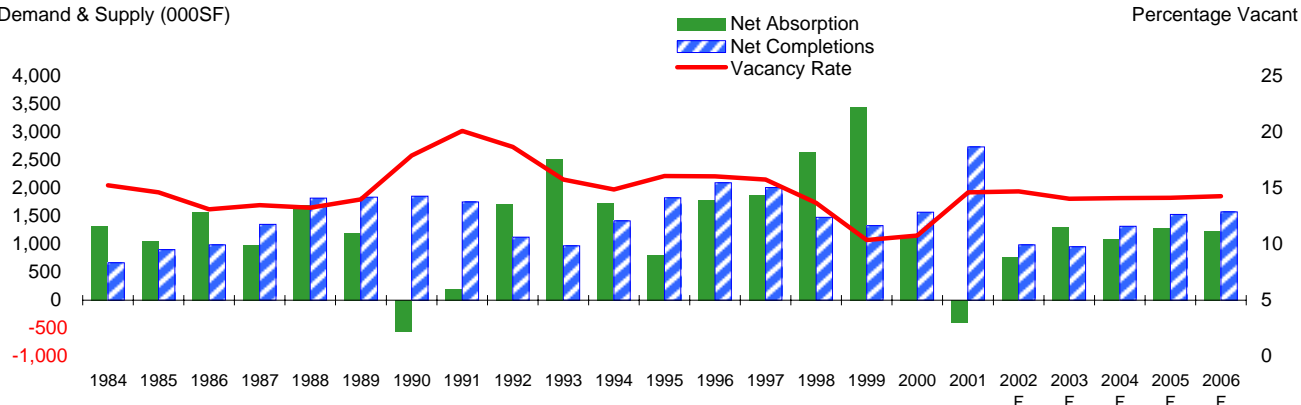 Demand & Supply (000SF)
Percentage Vacant
Net Absorption
Net Completions
Vacancy Rate
4,000
3,500
3,000
2,500
2,000
1,500
1,000
500
0
-500
-1,000
25
20
15
10
5
0
1984 1985 1986 1987 1988 1989 1990 1991 1992 1993 1994 1995 1996 1997 1998 1999 2000 2001 2002 2003 2004 2005 2006